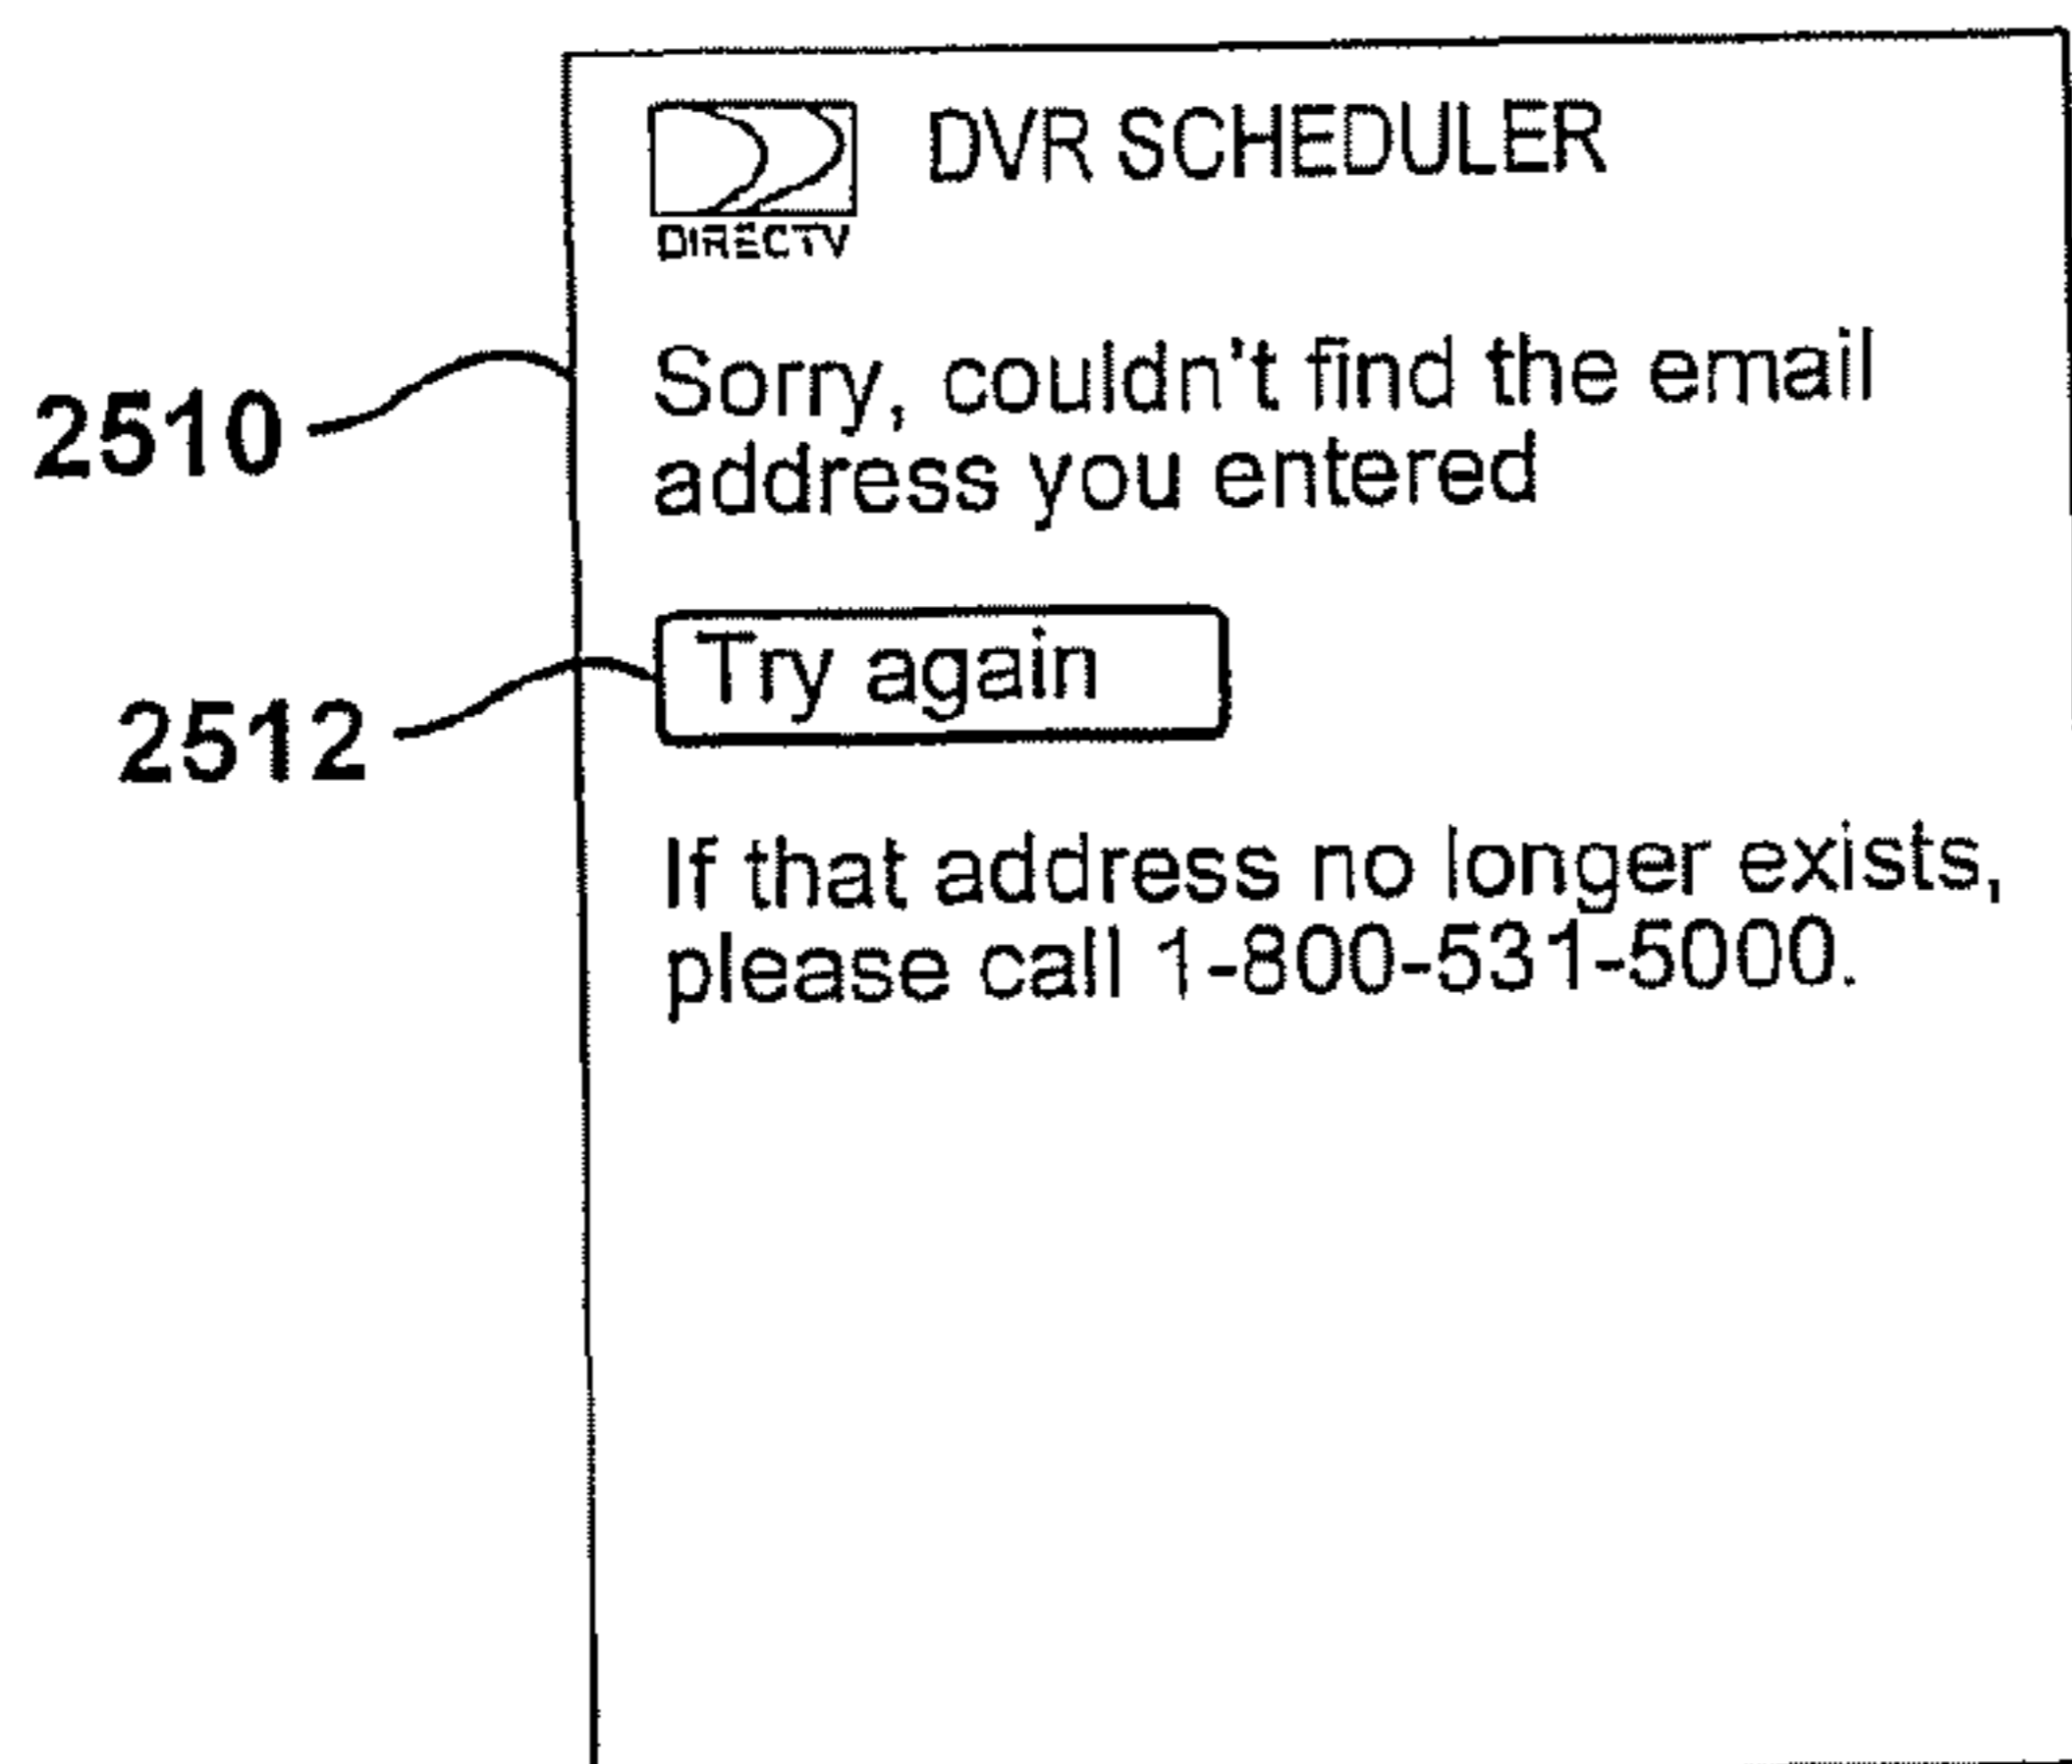 DVR SCHEDULER
DIRECTV
2510
Sorry, couldn't find the email
address you entered
2512
Try again
If that address no longer exists,
please call 1-800-531-5000.